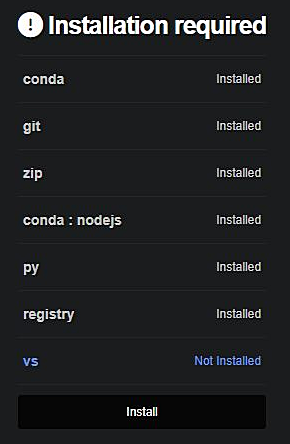 Installation required
conda Installed
git Installed
zip Installed
conda : nodejs Installed
py Installed
registry Installed
vs Not Installed
Install